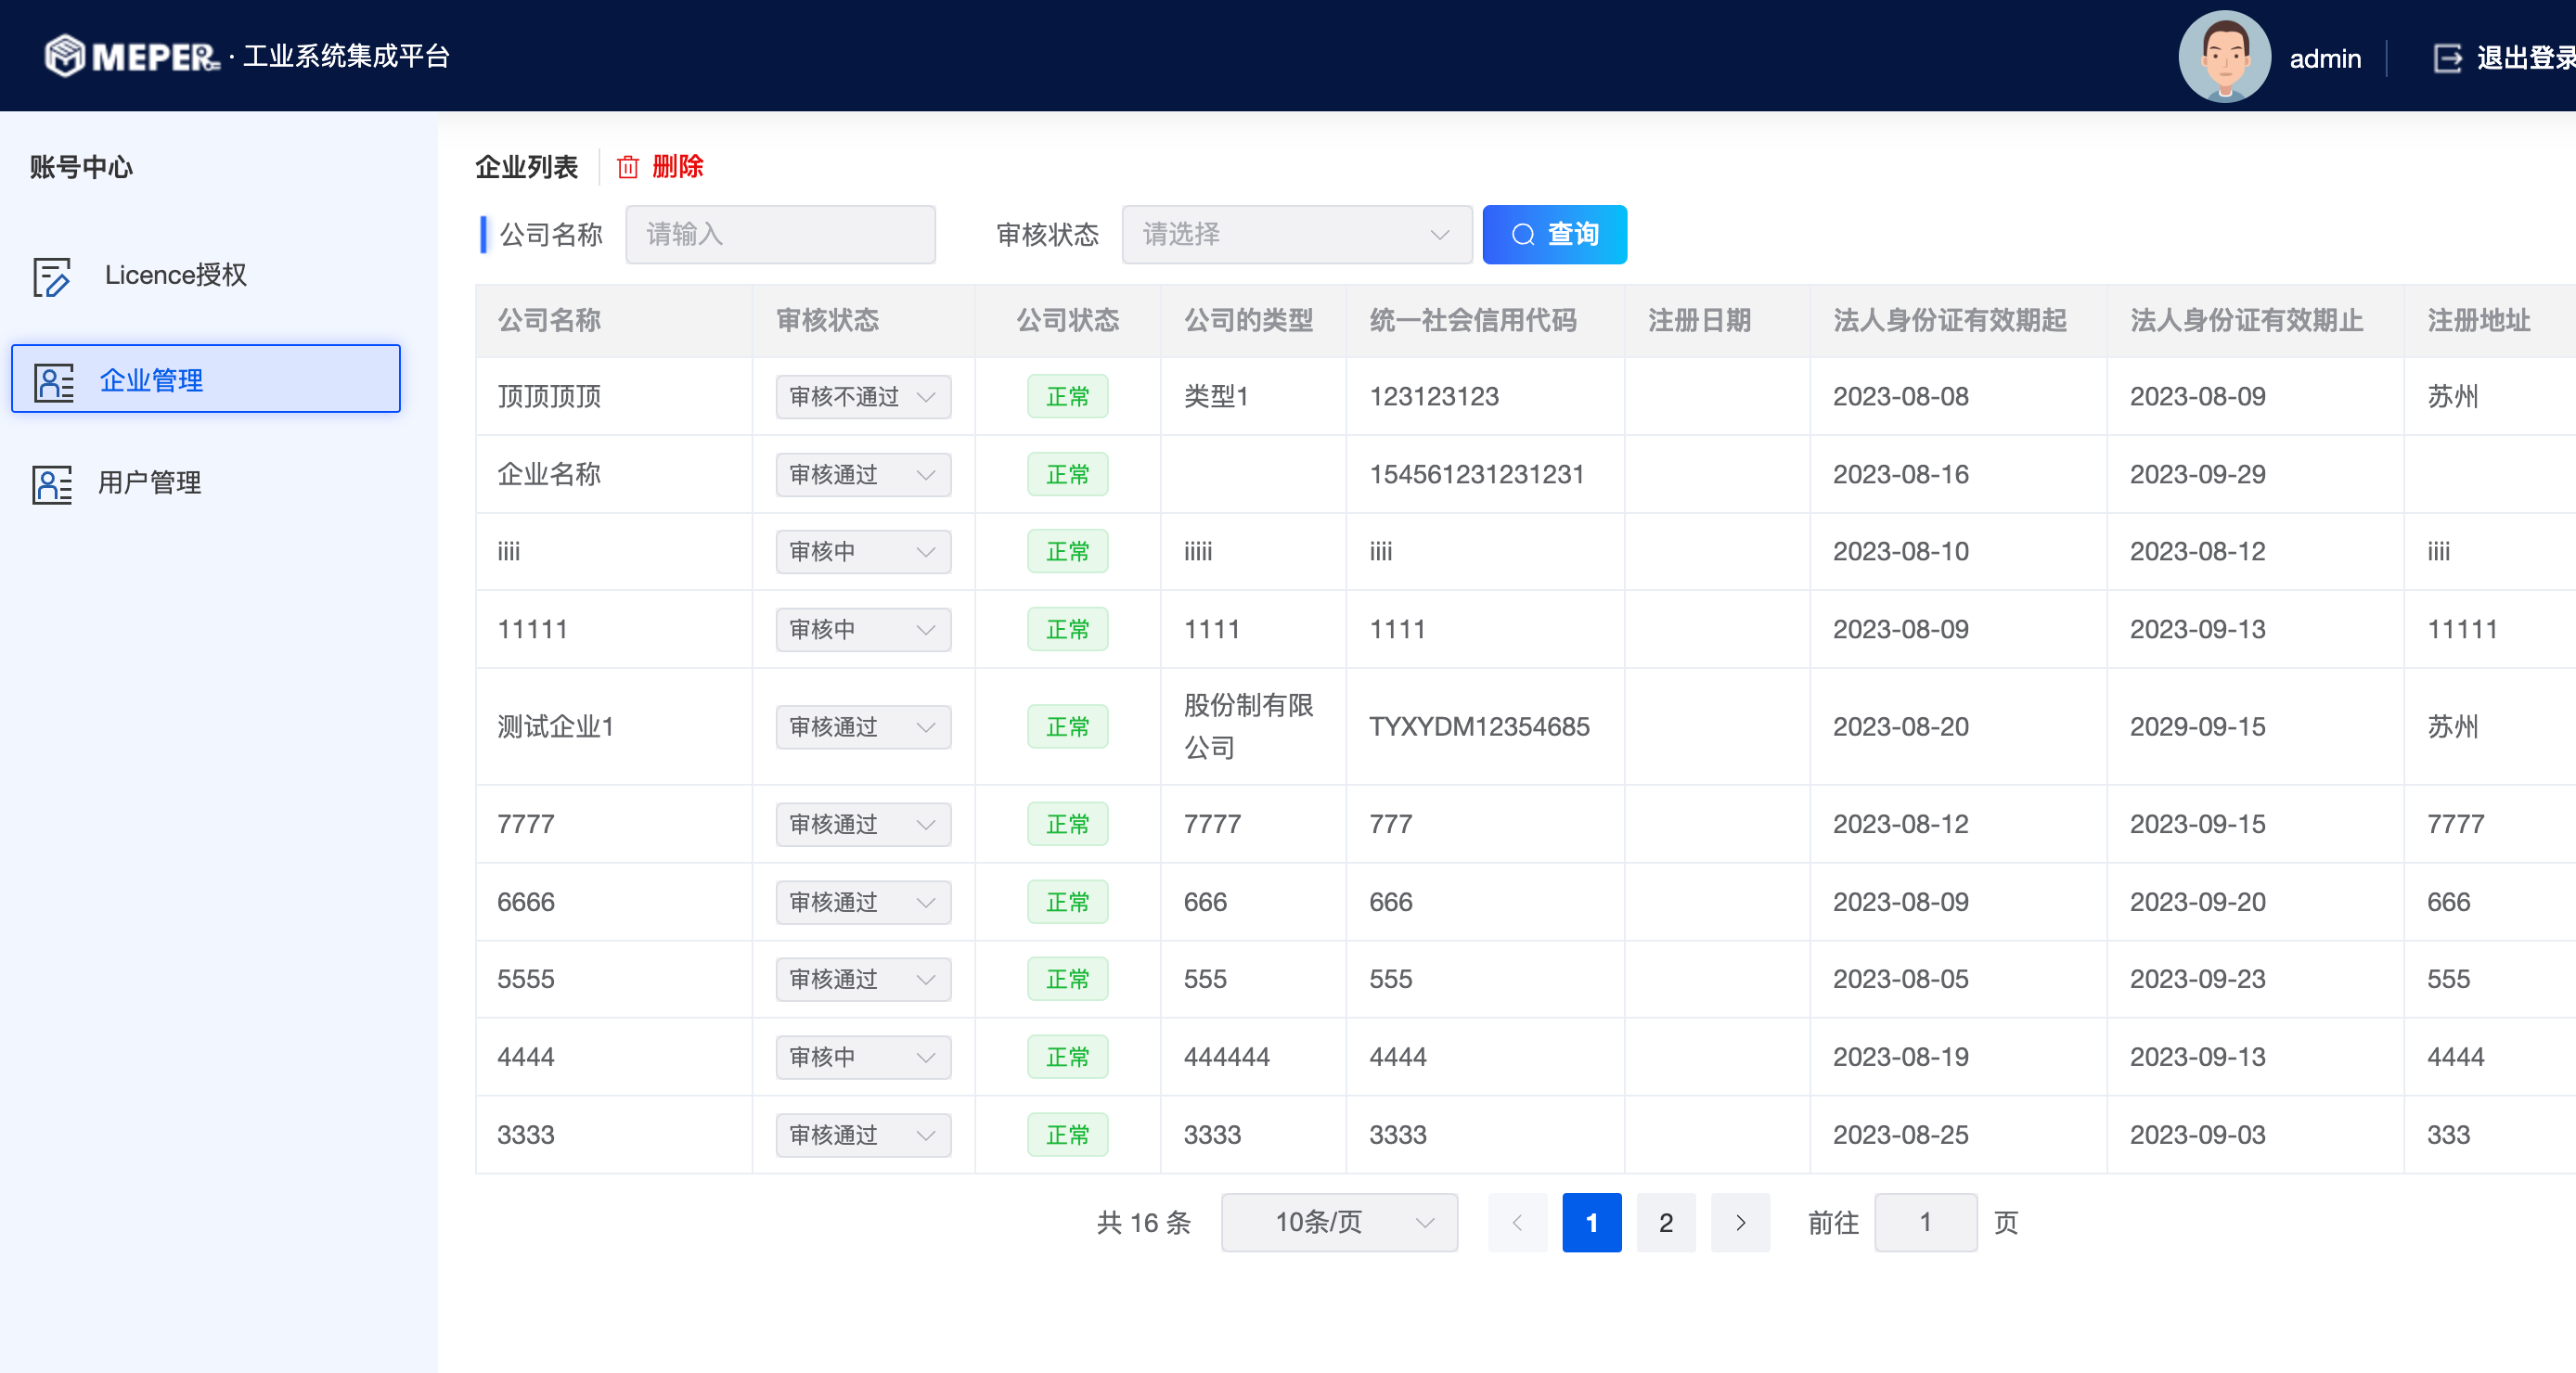 MEPER · 工业系统集成平台
admin
退出登录
账号中心
Licence授权
企业管理
用户管理
企业列表 删除
公司名称 请输入 审核状态 请选择 查询
公司名称 审核状态 公司状态 公司的类型 统一社会信用代码 注册日期 法人身份证有效期起 法人身份证有效期止 注册地址
顶顶顶顶 审核不通过 正常 类型1 123123123 2023-08-08 2023-08-09 苏州
企业名称 审核通过 正常 154561231231231 2023-08-16 2023-09-29
iiii 审核中 正常 iiiii iiii 2023-08-10 2023-08-12 iiii
11111 审核中 正常 1111 1111 2023-08-09 2023-09-13 11111
测试企业1 审核通过 正常 股份制有限
公司 TYXYDM12354685 2023-08-20 2029-09-15 苏州
7777 审核通过 正常 7777 777 2023-08-12 2023-09-15 7777
6666 审核通过 正常 666 666 2023-08-09 2023-09-20 666
5555 审核通过 正常 555 555 2023-08-05 2023-09-23 555
4444 审核中 正常 444444 4444 2023-08-19 2023-09-13 4444
3333 审核通过 正常 3333 3333 2023-08-25 2023-09-03 333
共 16 条 10条/页 1 2 前往 1 页